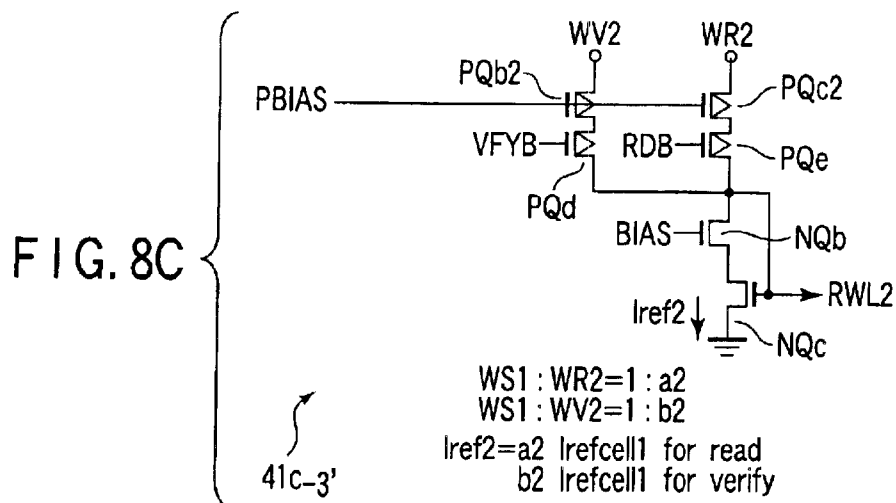 WV2
WR2
PQb2
PQc2
PBIAS
VFYB
RDB
PQe
PQd
BIAS
NQb
FIG. 8C
RWL2
Iref2
NQc
WS1 : WR2=1 : a2
WS1 : WV2=1 : b2
Iref2=a2 Irefcell1 for read
b2 Irefcell1 for verify
41c-3'